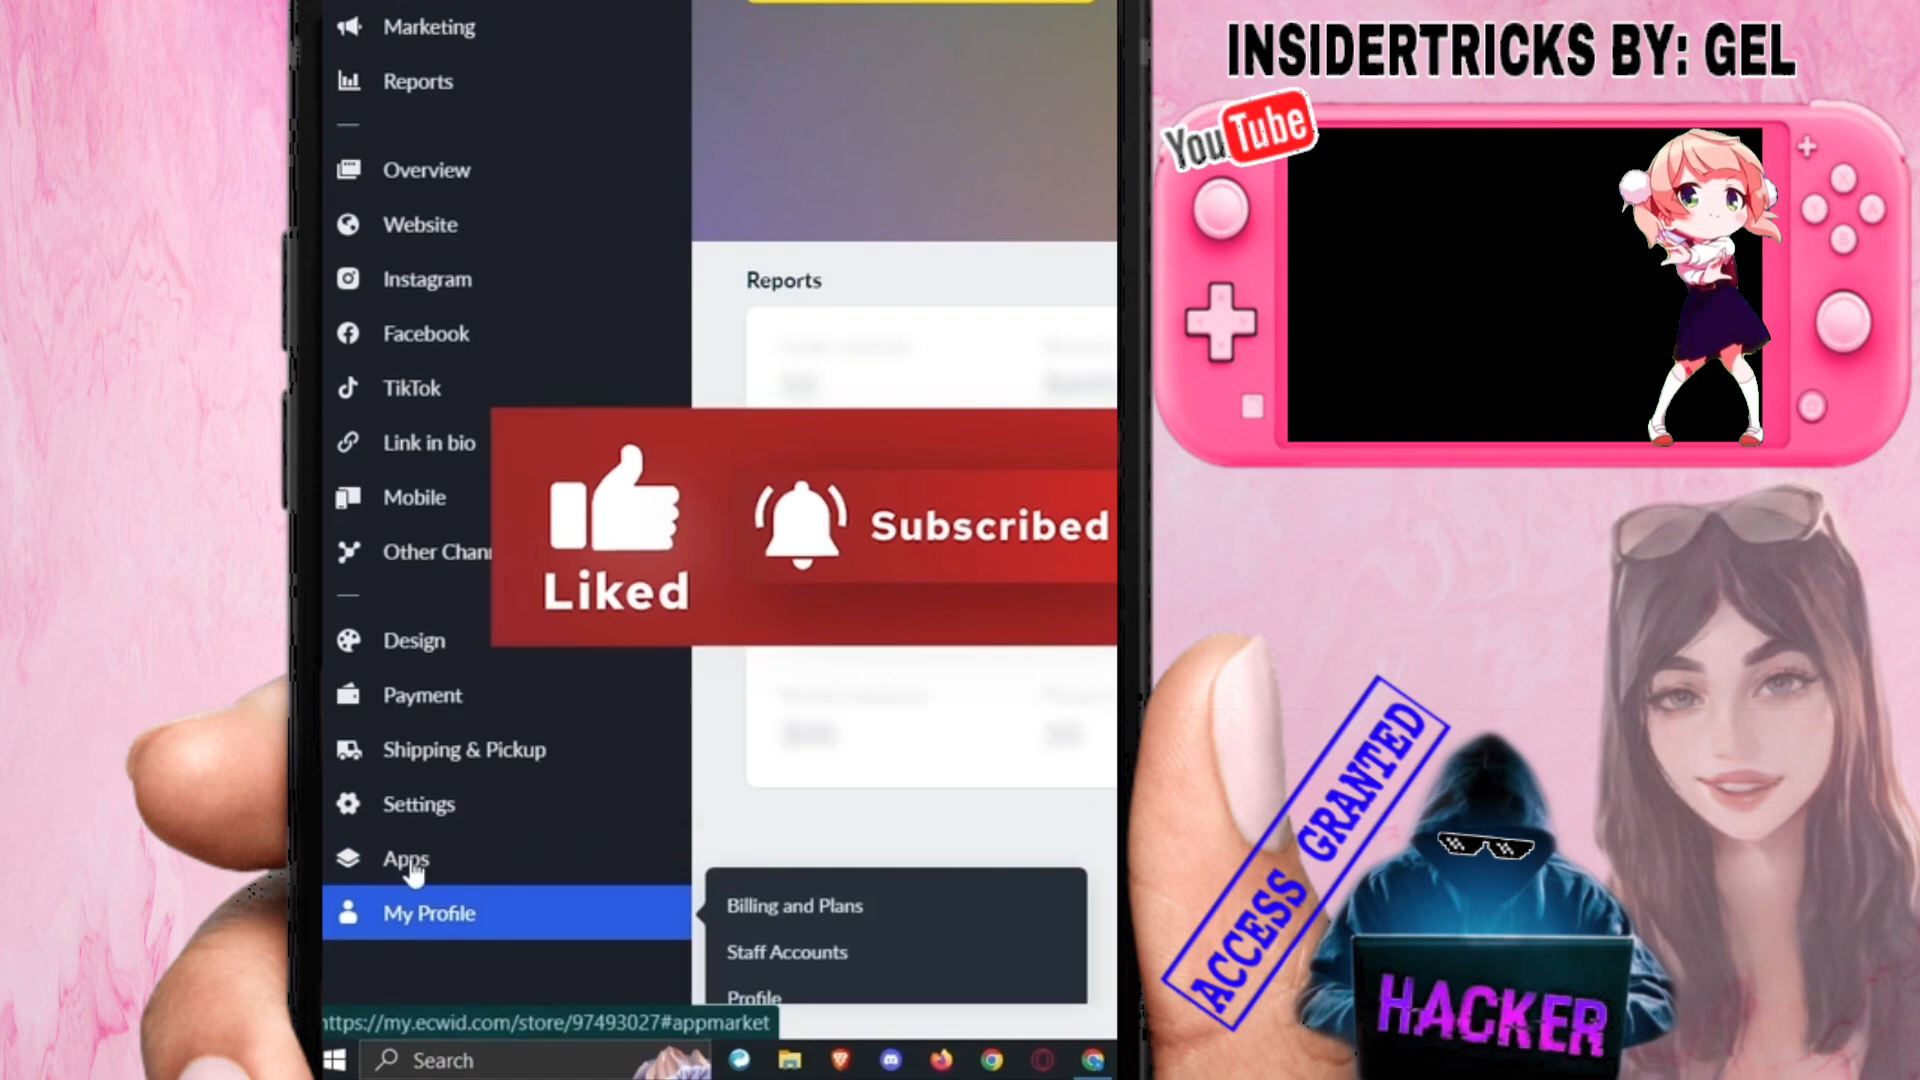 Marketing
Reports
Overview
Website
Instagram
Facebook
TikTok
Link in bio
Mobile
Other Chan
Design
Payment
Shipping & Pickup
Settings
Apps
My Profile
Reports
Liked
Subscribed
Billing and Plans
Staff Accounts
Profile
https://my.ecwid.com/store/97493027#appmarket
Search
INSIDERTRICKS BY: GEL
YouTube
X
Y
A
B
ACCESS GRANTED
HACKER